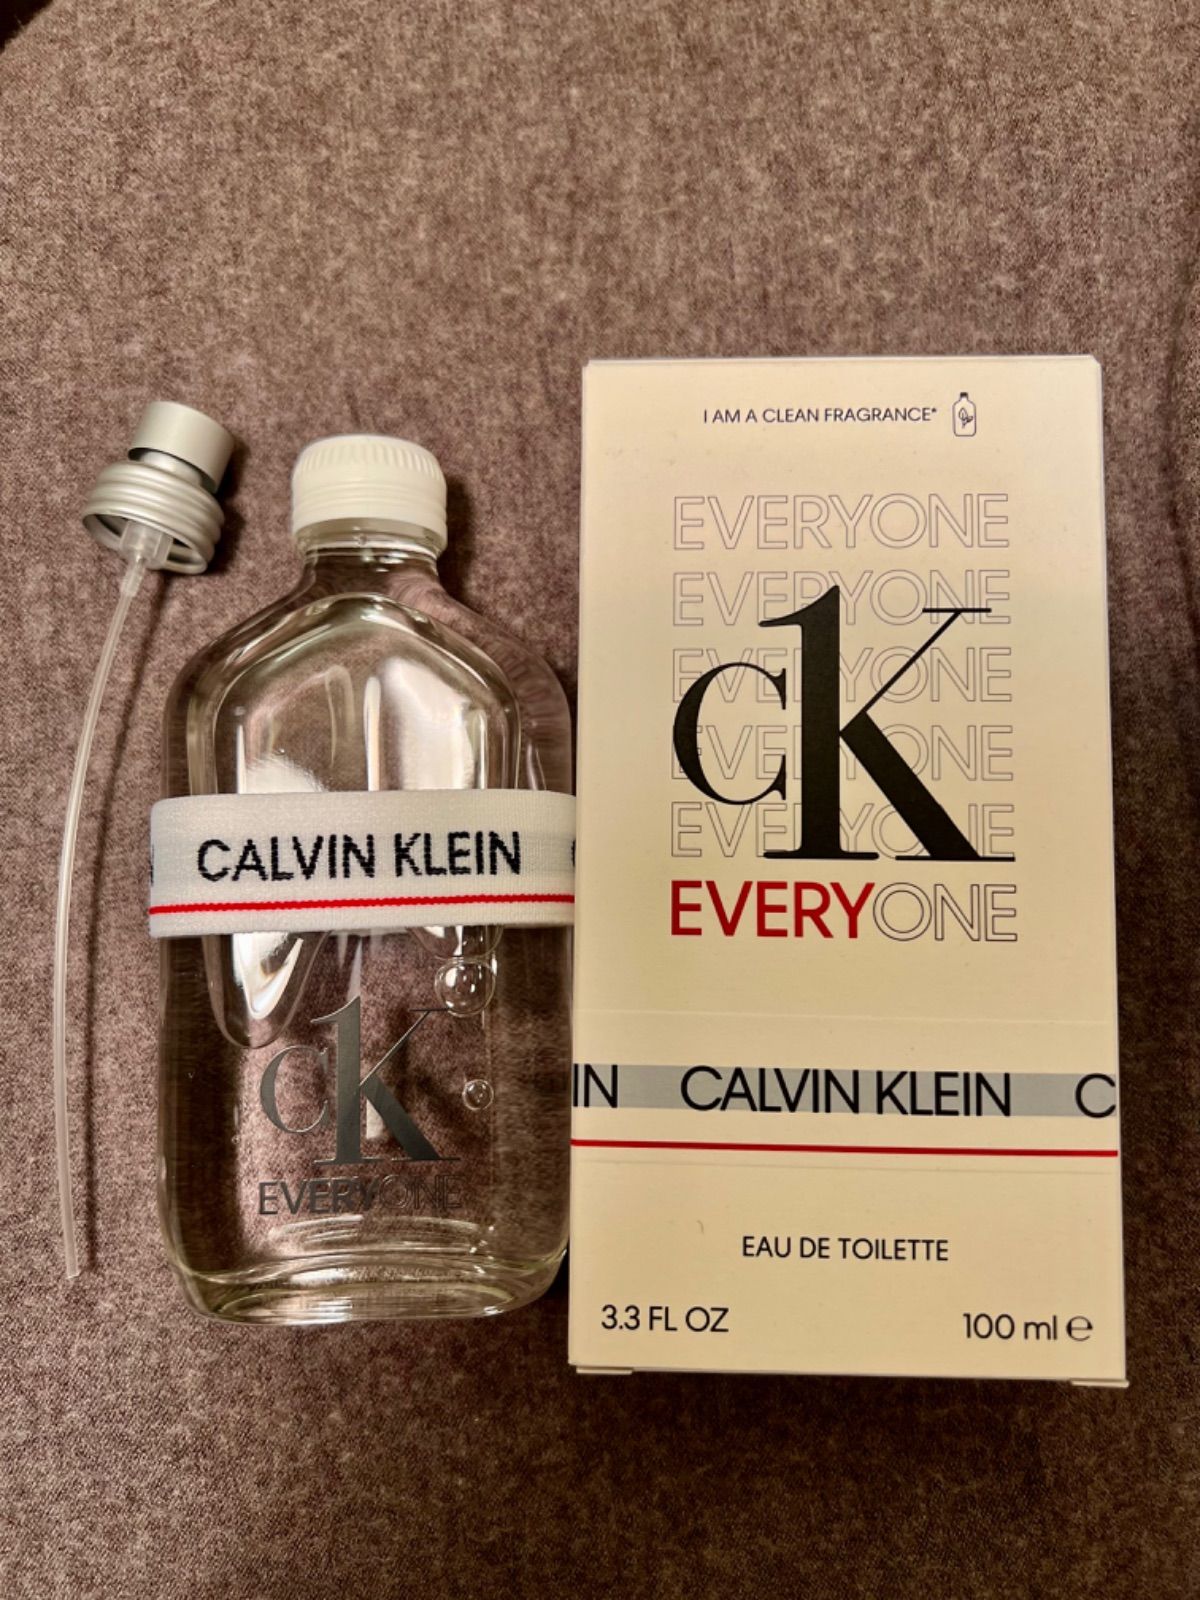 CALVIN KLEIN
cK
EVERYONE
I AM A CLEAN FRAGRANCE*
EVERYONE
EVERYONE
EVERYONE
EVERYONE
EVERYONE
cK
EVERYONE
IN CALVIN KLEIN C
EAU DE TOILETTE
3.3 FL OZ 100 ml ℮